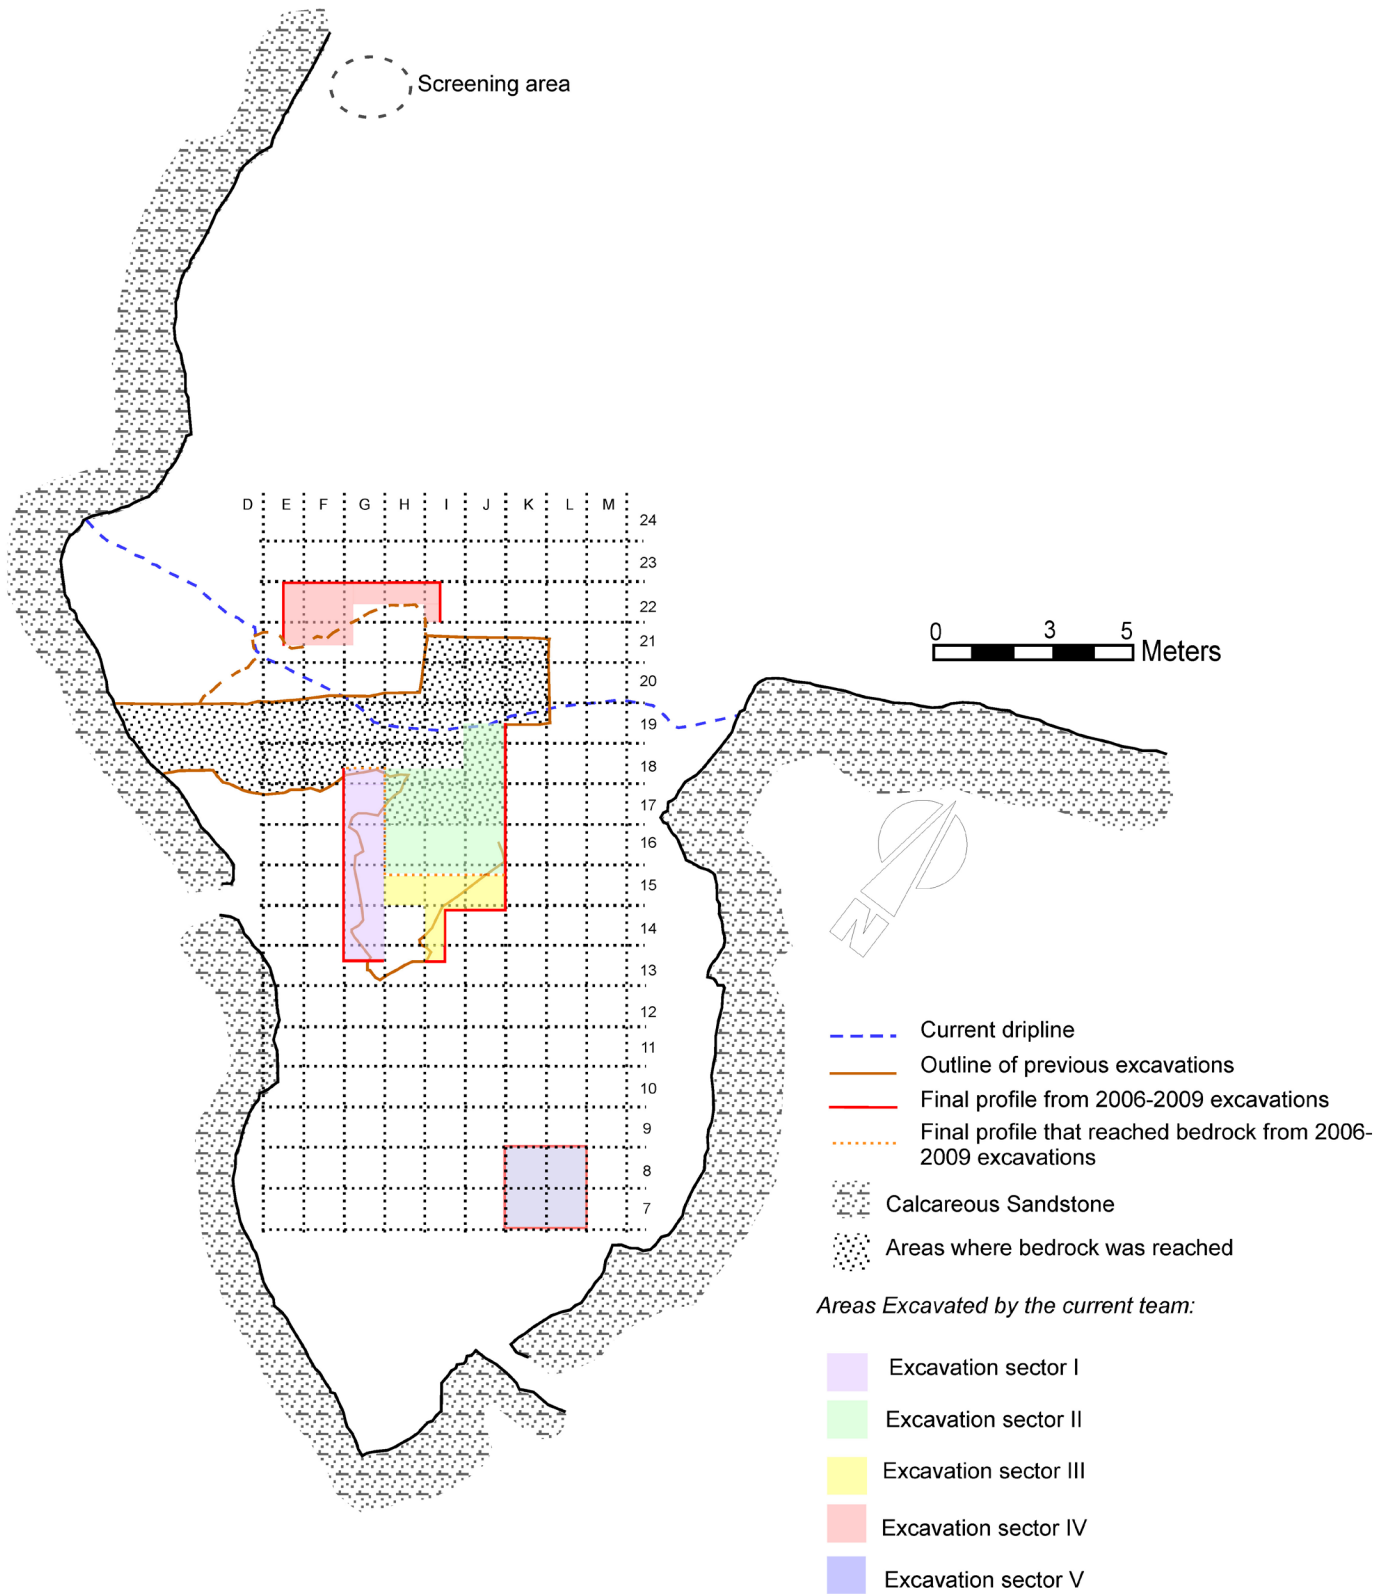 Screening area
D E F G H I J K L M
24
23
22
21
20
19
18
17
16
15
14
13
12
11
10
9
8
7
0 3 5
Meters
N
Current dripline
Outline of previous excavations
Final profile from 2006-2009 excavations
Final profile that reached bedrock from 2006-
2009 excavations
Calcareous Sandstone
Areas where bedrock was reached
Areas Excavated by the current team:
Excavation sector I
Excavation sector II
Excavation sector III
Excavation sector IV
Excavation sector V